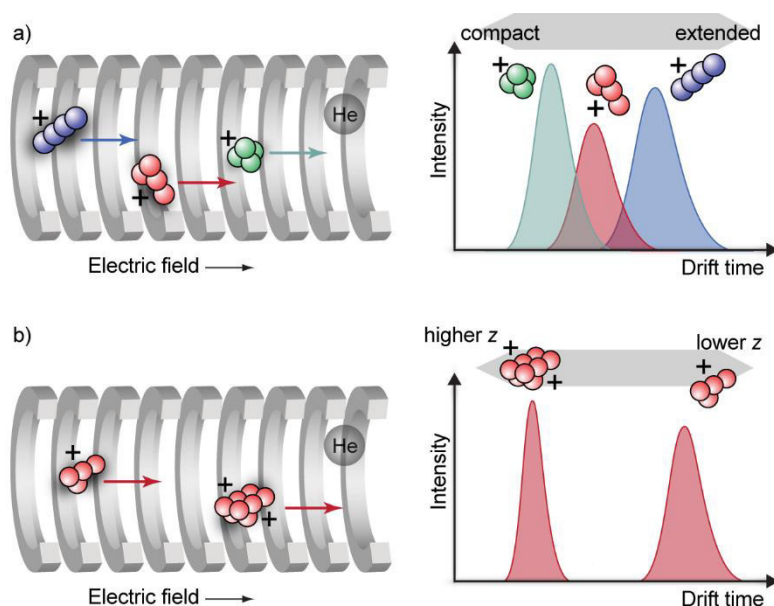 a)
He
+
+
+
Electric field
compact
extended
+
+
+
Intensity
Drift time
b)
He
+
+
+
Electric field
higher z
lower z
+
+
+
Intensity
Drift time